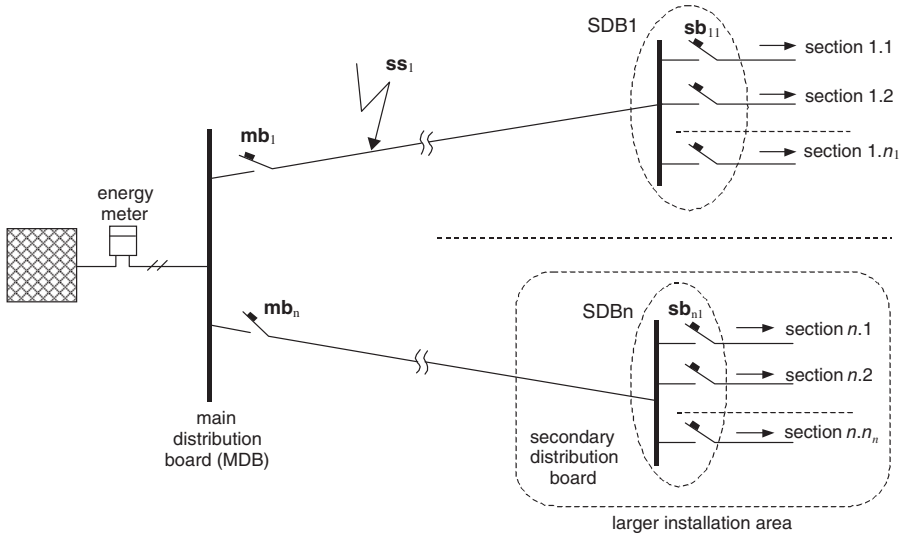 SDB1
sb11
section 1.1
ss1
section 1.2
mb1
section 1.n1
energy
meter
mbn
SDBn
sbn1
section n.1
section n.2
main
distribution
board (MDB)
secondary
distribution
board
section n.nn
larger installation area